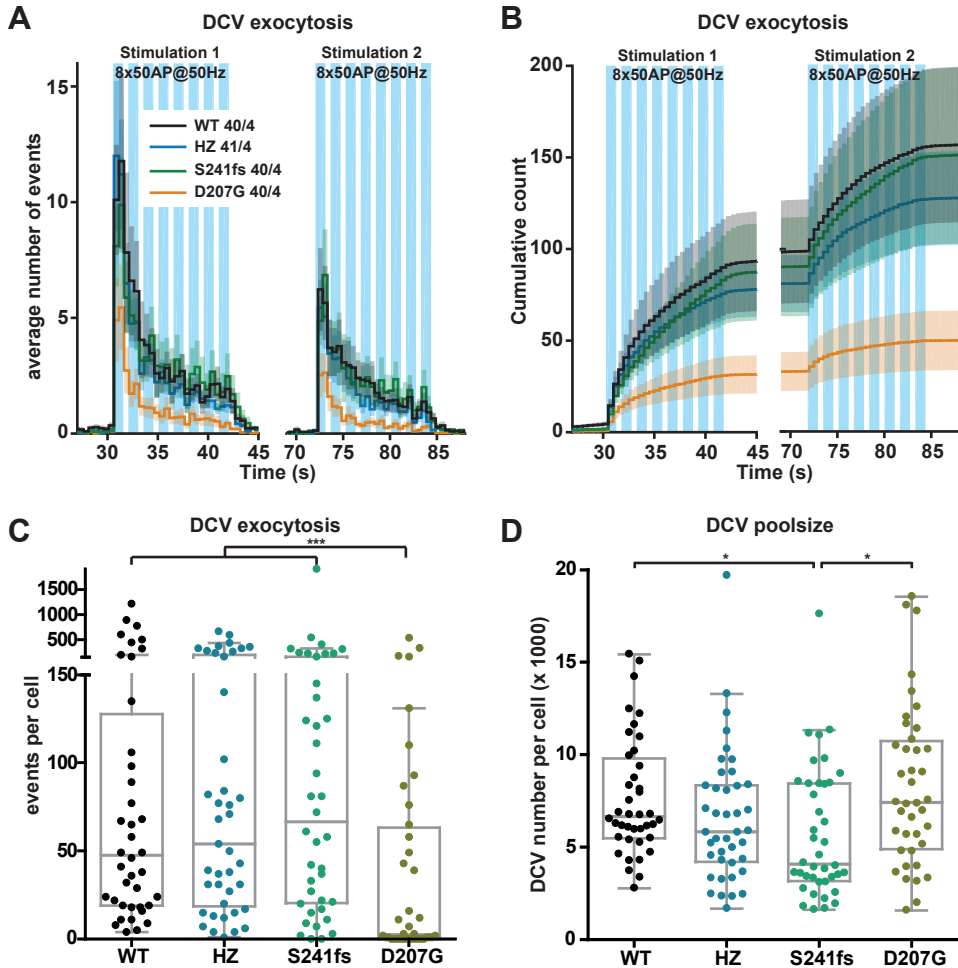 A
DCV exocytosis
Stimulation 1
8x50AP@50Hz
Stimulation 2
8x50AP@50Hz
WT 40/4
HZ 41/4
S241fs 40/4
D207G 40/4
average number of events
15
10
5
0
30 35 40 45
70 75 80 85
Time (s)
B
DCV exocytosis
Stimulation 1
8x50AP@50Hz
Stimulation 2
8x50AP@50Hz
Cumulative count
200
150
100
50
0
30 35 40 45
70 75 80 85
Time (s)
C
DCV exocytosis
***
events per cell
1500
1000
500
150
100
50
0
WT HZ S241fs D207G
D
DCV poolsize
* *
DCV number per cell (x 1000)
20
15
10
5
0
WT HZ S241fs D207G